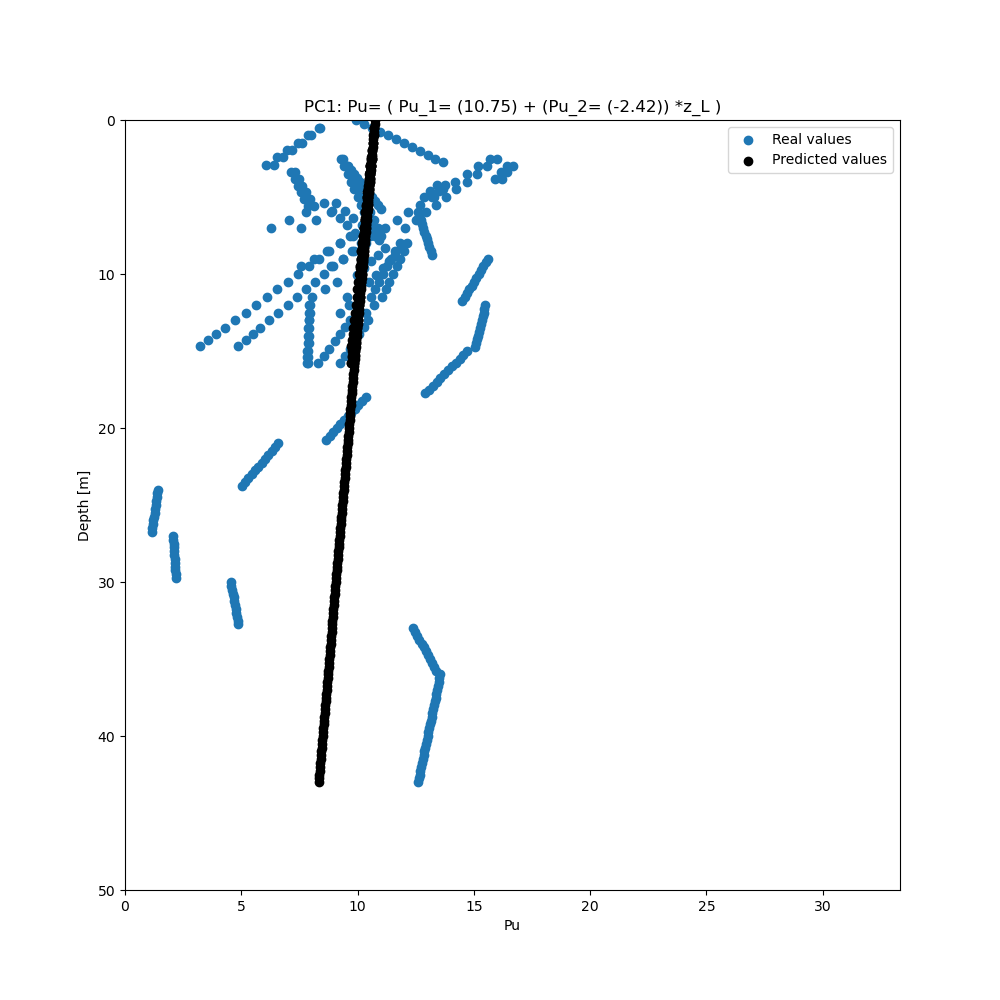 PC1: Pu= ( Pu_1= (10.75) + (Pu_2= (-2.42)) *z_L )
Real values
Predicted values
0
10
20
30
40
50
Depth [m]
0 5 10 15 20 25 30
Pu